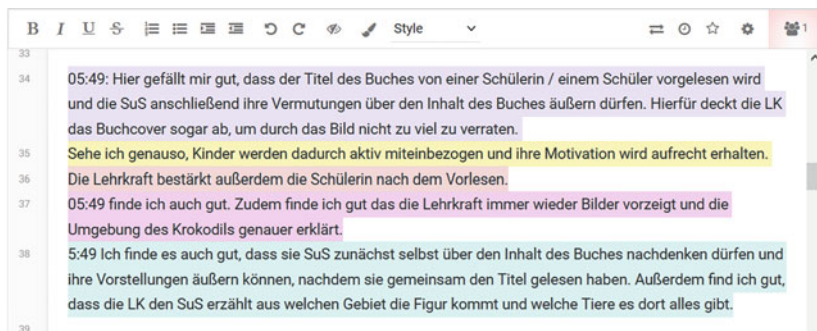 B I U S Style 1
33
34 05:49: Hier gefällt mir gut, dass der Titel des Buches von einer Schülerin / einem Schüler vorgelesen wird
und die SuS anschließend ihre Vermutungen über den Inhalt des Buches äußern dürfen. Hierfür deckt die LK
das Buchcover sogar ab, um durch das Bild nicht zu viel zu verraten.
35 Sehe ich genauso, Kinder werden dadurch aktiv miteinbezogen und ihre Motivation wird aufrecht erhalten.
36 Die Lehrkraft bestärkt außerdem die Schülerin nach dem Vorlesen.
37 05:49 finde ich auch gut. Zudem finde ich gut das die Lehrkraft immer wieder Bilder vorzeigt und die
Umgebung des Krokodils genauer erklärt.
38 5:49 Ich finde es auch gut, dass sie SuS zunächst selbst über den Inhalt des Buches nachdenken dürfen und
ihre Vorstellungen äußern können, nachdem sie gemeinsam den Titel gelesen haben. Außerdem find ich gut,
dass die LK den SuS erzählt aus welchen Gebiet die Figur kommt und welche Tiere es dort alles gibt.
39